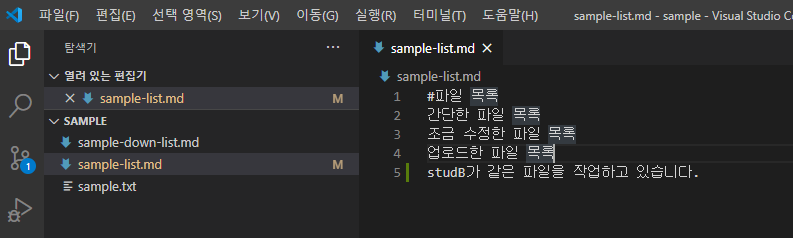 파일(F) 편집(E) 선택 영역(S) 보기(V) 이동(G) 실행(R) 터미널(T) 도움말(H) sample-list.md - sample - Visual Studio Co
탐색기
열려 있는 편집기
sample-list.md M
SAMPLE
sample-down-list.md
sample-list.md M
sample.txt
1
sample-list.md
sample-list.md
1 #파일 목록
2 간단한 파일 목록
3 조금 수정한 파일 목록
4 업로드한 파일 목록
5 studB가 같은 파일을 작업하고 있습니다.